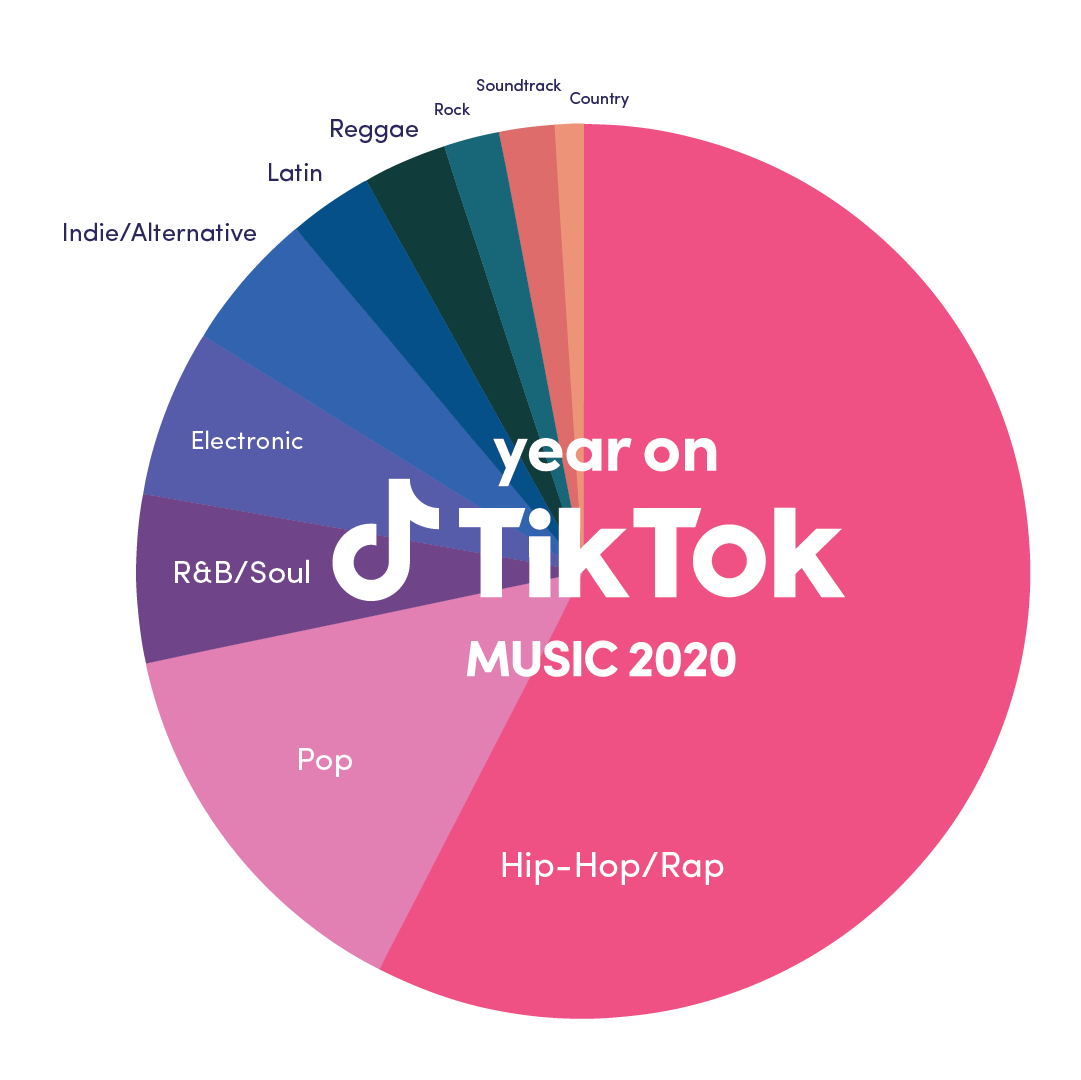 Soundtrack
Country
Rock
Reggae
Latin
Indie/Alternative
Electronic
year on
TikTok
R&B/Soul
MUSIC 2020
Pop
Hip-Hop/Rap